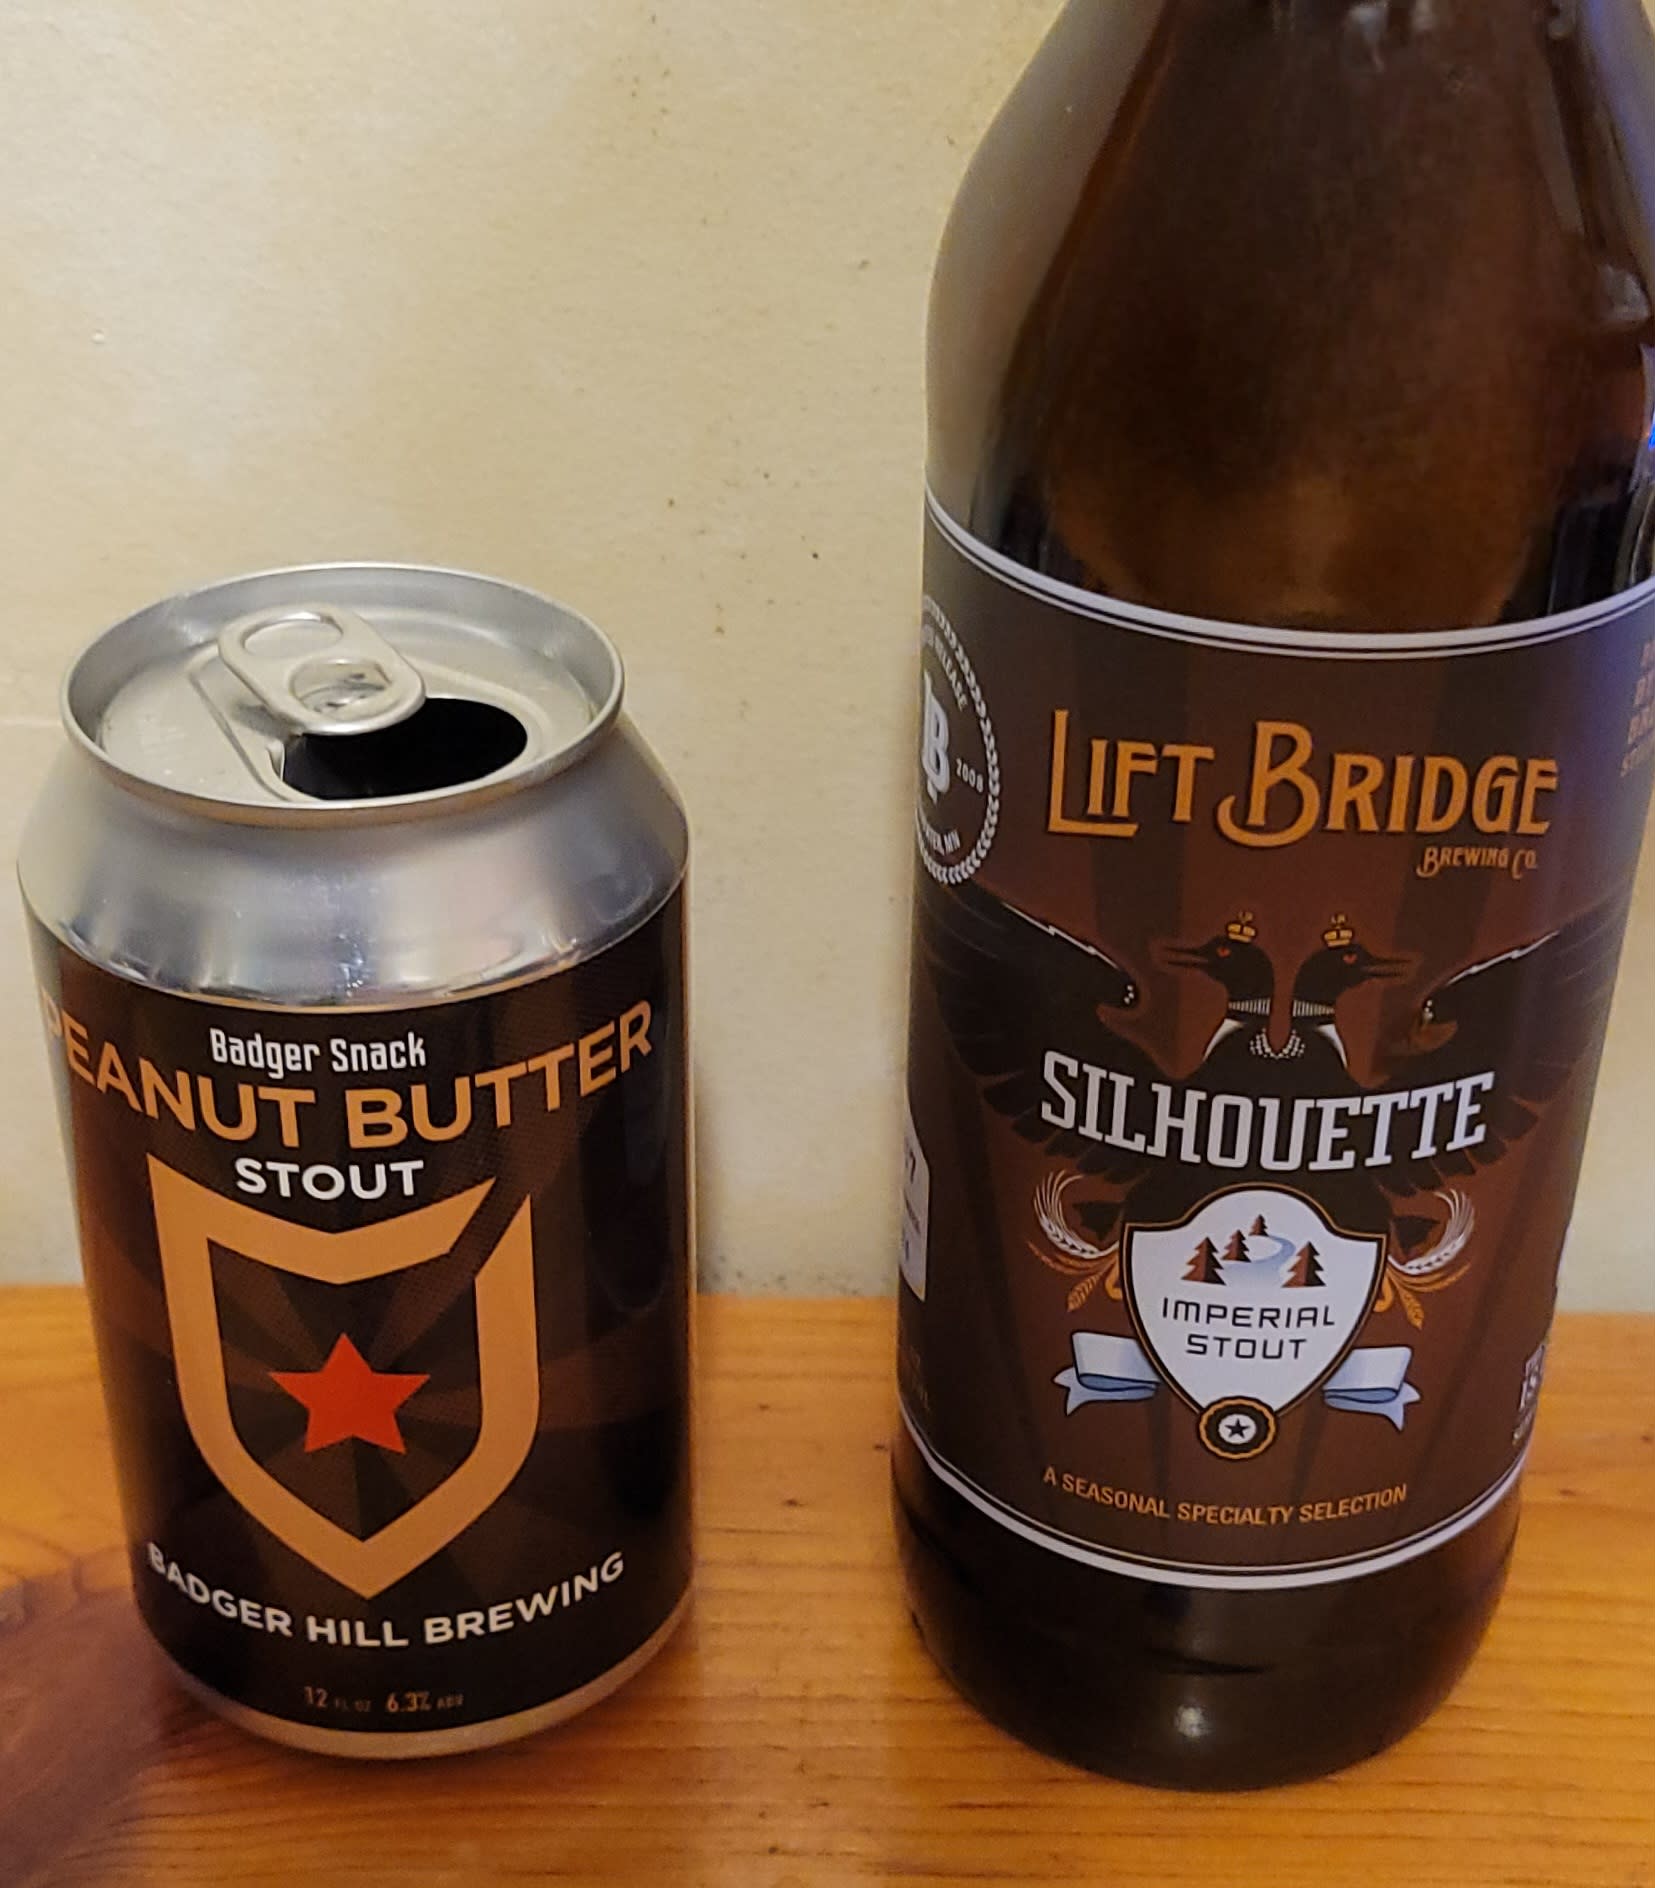 Badger Snack
PEANUT BUTTER
STOUT
BADGER HILL BREWING
12 FL OZ 6.3% ABV
2008
LIFT BRIDGE
BREWING CO.
SILHOUETTE
IMPERIAL
STOUT
A SEASONAL SPECIALTY SELECTION